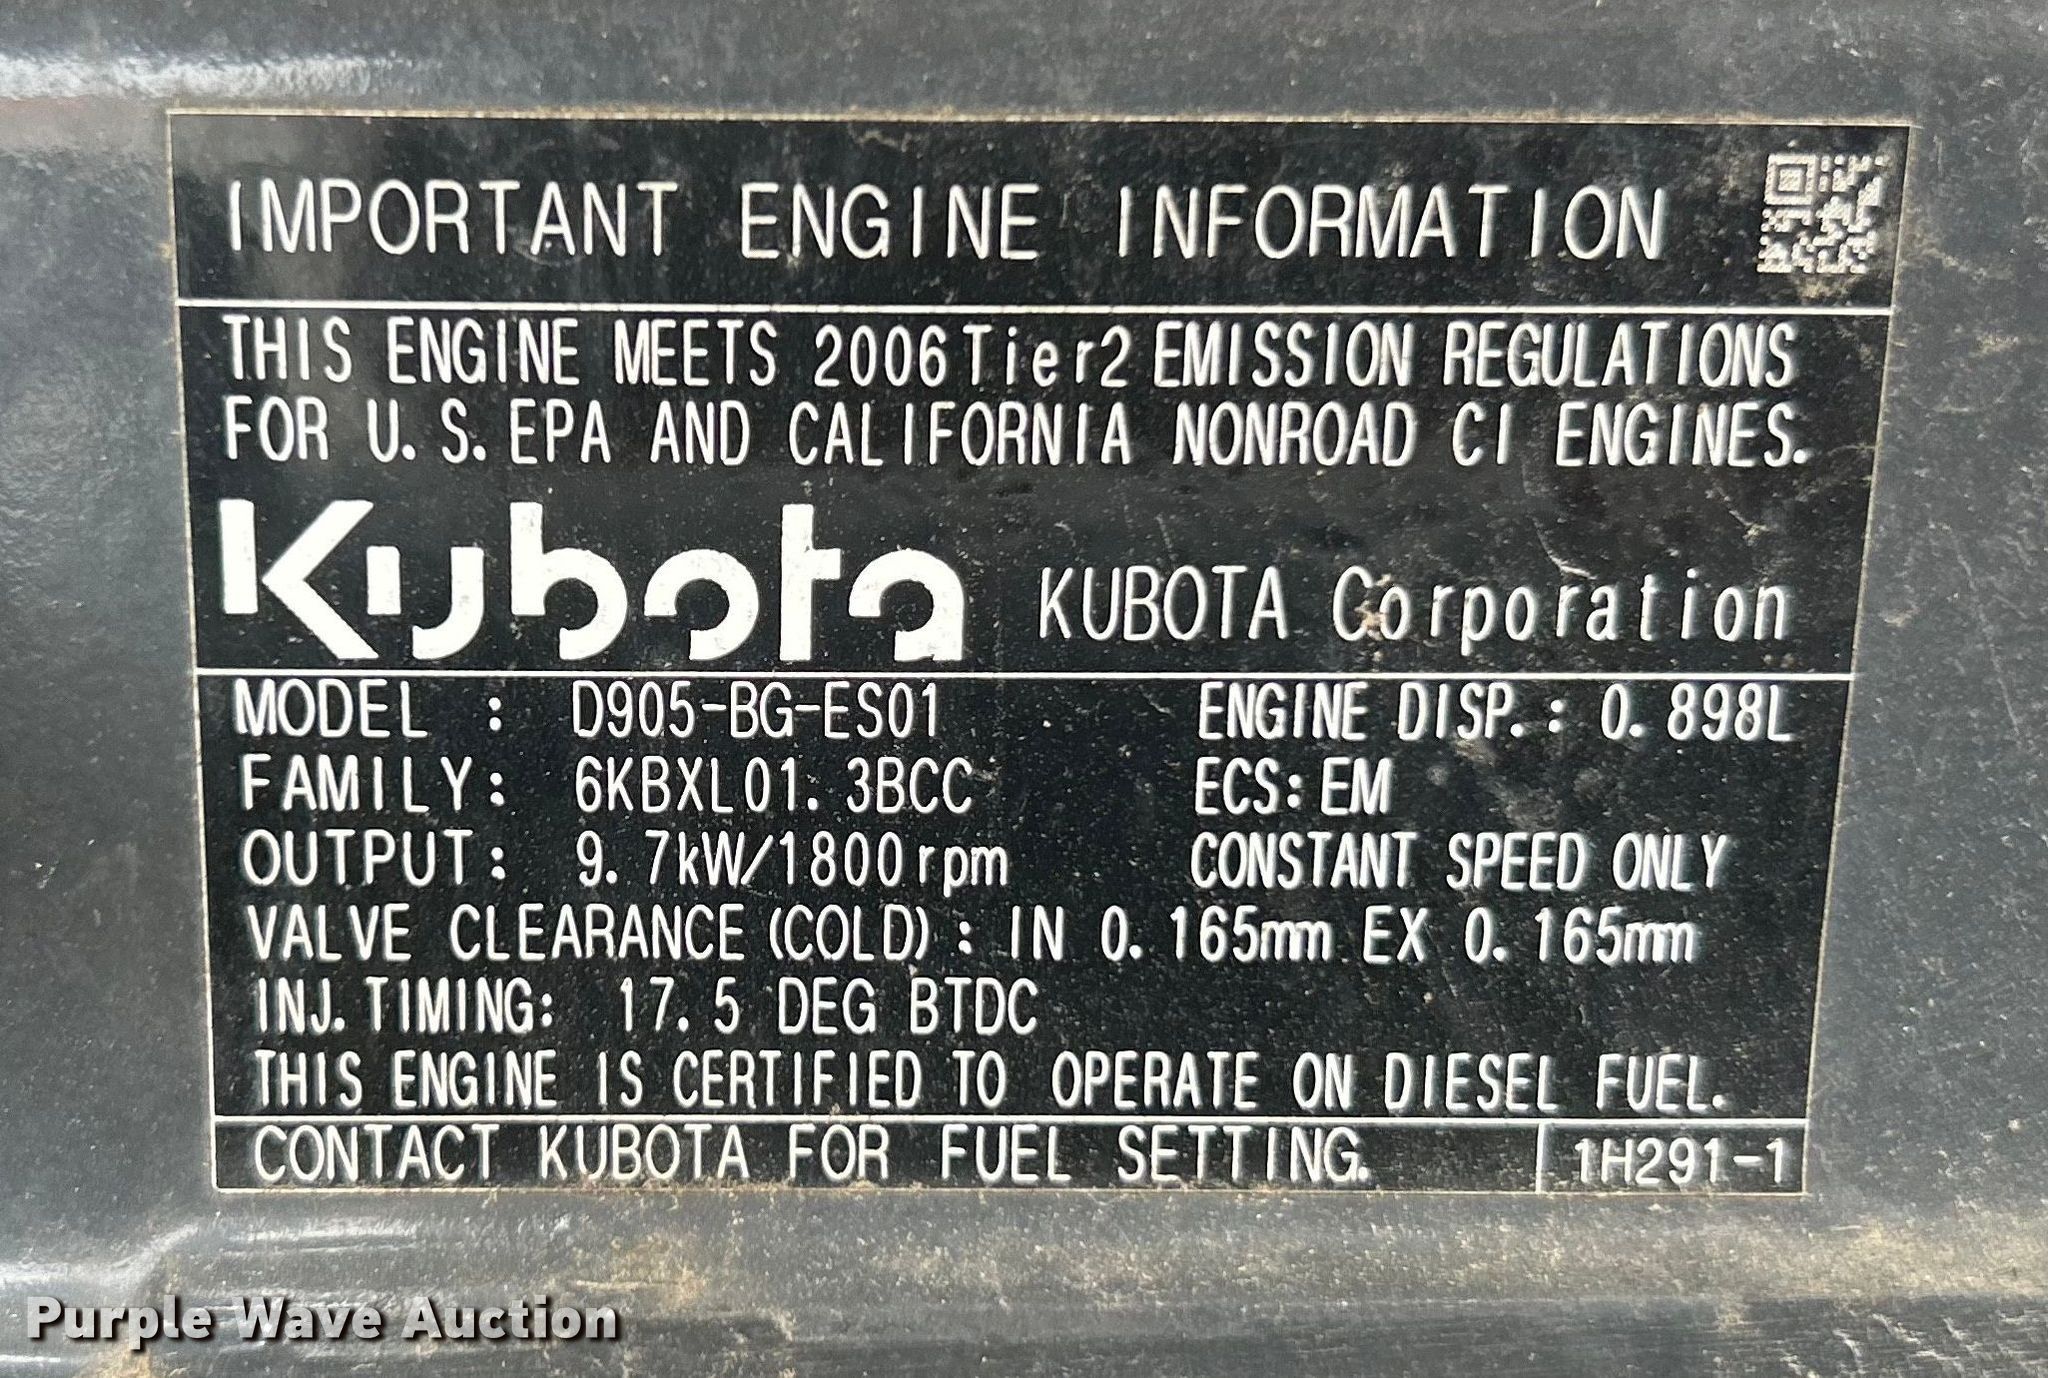 IMPORTANT ENGINE INFORMATION
THIS ENGINE MEETS 2006 Tier2 EMISSION REGULATIONS
FOR U.S. EPA AND CALIFORNIA NONROAD CI ENGINES.
Kubota KUBOTA Corporation
MODEL : D905-BG-ES01 ENGINE DISP.: 0.898L
FAMILY: 6KBXL01.3BCC ECS: EM
OUTPUT: 9.7kW/1800rpm CONSTANT SPEED ONLY
VALVE CLEARANCE (COLD) : IN 0.165mm EX 0.165mm
INJ. TIMING: 17.5 DEG BTDC
THIS ENGINE IS CERTIFIED TO OPERATE ON DIESEL FUEL.
CONTACT KUBOTA FOR FUEL SETTING. 1H291-1
Purple Wave Auction